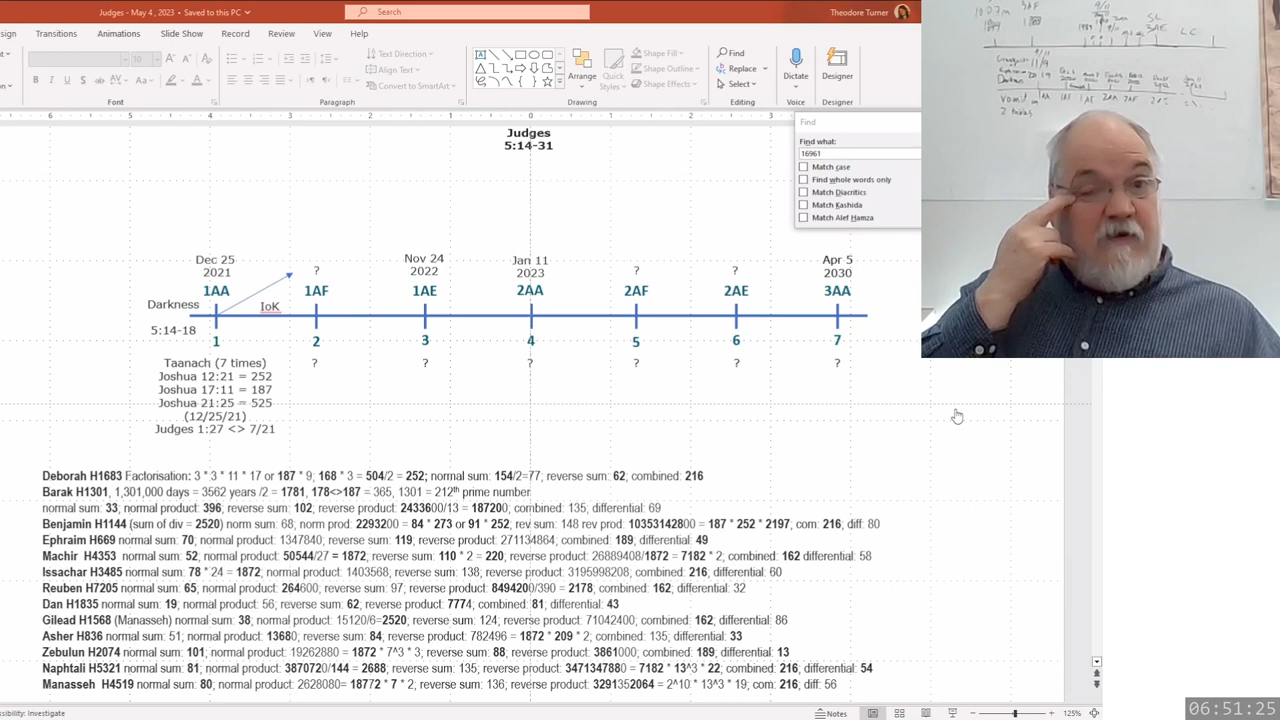 Judges - May 4, 2023 • Saved to this PC
Search
Theodore Turner
sign Transitions Animations Slide Show Record Review View Help
Text Direction
Align Text
Convert to SmartArt
Arrange
Quick Styles
Shape Fill
Shape Outline
Shape Effects
Find
Replace
Select
Dictate
Designer
Font Paragraph Drawing Editing Voice Designer
6 5 4 3 2 1 0 1 2 3
Find
Find what:
16961
Match case
Find whole words only
Match Diacritics
Match Kashida
Match Alef Hamza
Judges
5:14-31
Dec 25 Nov 24 Jan 11 Apr 5
2021 ? 2022 2023 ? ? 2030
1AA 1AF 1AE 2AA 2AF 2AE 3AA
Darkness IoK
5:14-18
1 2 3 4 5 6 7
Taanach (7 times) ? ? ? ? ? ?
Joshua 12:21 = 252
Joshua 17:11 = 187
Joshua 21:25 = 525
(12/25/21)
Judges 1:27 <> 7/21
Deborah H1683 Factorisation: 3 * 3 * 11 * 17 or 187 * 9; 168 * 3 = 504/2 = 252; normal sum: 154/2=77; reverse sum: 62; combined: 216
Barak H1301, 1,301,000 days = 3562 years /2 = 1781, 178<>187 = 365, 1301 = 212th prime number
normal sum: 33; normal product: 396, reverse sum: 102, reverse product: 2433600/13 = 187200; combined: 135, differential: 69
Benjamin H1144 (sum of div = 2520) norm sum: 68, norm prod: 2293200 = 84 * 273 or 91 * 252, rev sum: 148 rev prod: 10353142800 = 187 * 252 * 2197, com: 216, diff: 80
Ephraim H669 normal sum: 70, normal product: 1347840; reverse sum: 119, reverse product: 271134864; combined: 189, differential: 49
Machir H4353 normal sum: 52, normal product: 50544/27 = 1872, reverse sum: 110 * 2 = 220, reverse product: 26889408/1872 = 7182 * 2; combined: 162 differential: 58
Issachar H3485 normal sum: 78 * 24 = 1872; normal product: 1403568, reverse sum: 138, reverse product: 3195998208; combined: 216, differential: 60
Reuben H7205 normal sum: 65, normal product: 264600; reverse sum: 97, reverse product: 8494200/390 = 2178, combined: 162, differential: 32
Dan H1835 normal sum: 19; normal product: 56, reverse sum: 62, reverse product: 7774; combined: 81, differential: 43
Gilead H1568 (Manasseh) normal sum: 38, normal product: 15120/6=2520, reverse sum: 124, reverse product: 71042400; combined: 162, differential: 86
Asher H836 normal sum: 51; normal product: 13680; reverse sum: 84, reverse product: 782496 = 1872 * 209 * 2; combined: 135, differential: 33
Zebulun H2074 normal sum: 101; normal product: 19262880 = 1872 * 7^3 * 3; reverse sum: 88, reverse product: 3861000; combined: 189, differential: 13
Naphtali H5321 normal sum: 81; normal product: 3870720/144 = 2688, reverse sum: 135, reverse product: 347134788​0 = 7182 * 13^3 * 22, combined: 216, differential: 54
Manasseh H4519 normal sum: 80, normal product: 2628080= 18772 * 7 * 2; reverse sum: 136, reverse product: 3291352064 = 2^10 * 13^3 * 19; com: 216, diff: 56
cessibility: Investigate
Notes
125%
06:51:25